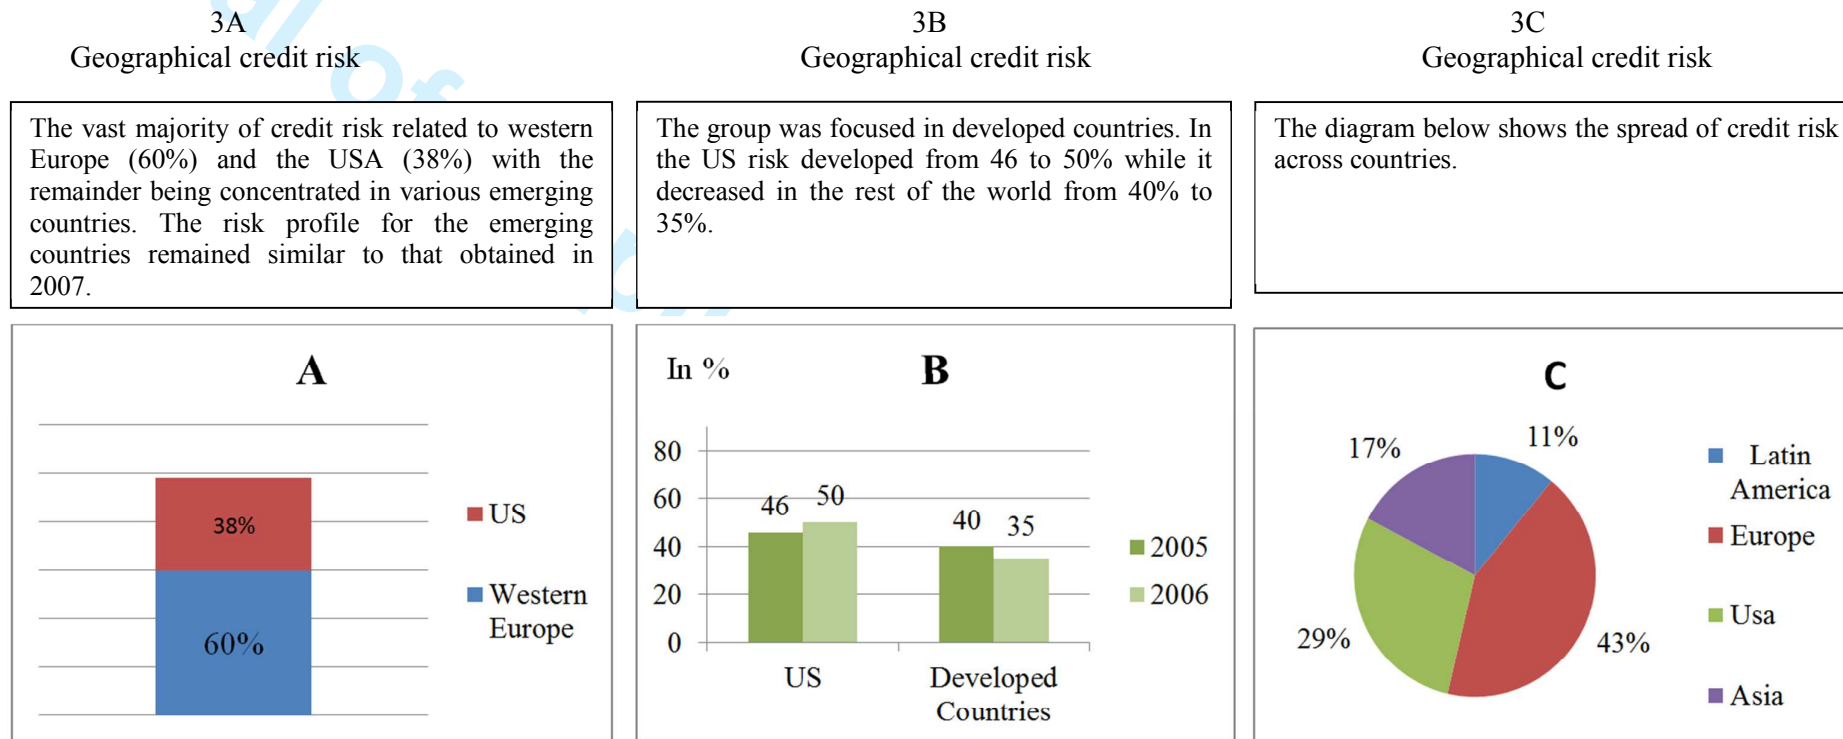 3A
Geographical credit risk
The vast majority of credit risk related to western
Europe (60%) and the USA (38%) with the
remainder being concentrated in various emerging
countries. The risk profile for the emerging
countries remained similar to that obtained in
2007.
A
38%
60%
US
Western
Europe
3B
Geographical credit risk
The group was focused in developed countries. In
the US risk developed from 46 to 50% while it
decreased in the rest of the world from 40% to
35%.
In %
B
80
60
40
20
0
46
50
40
35
US
Developed
Countries
2005
2006
3C
Geographical credit risk
The diagram below shows the spread of credit risk
across countries.
C
17%
11%
29%
43%
Latin
America
Europe
Usa
Asia